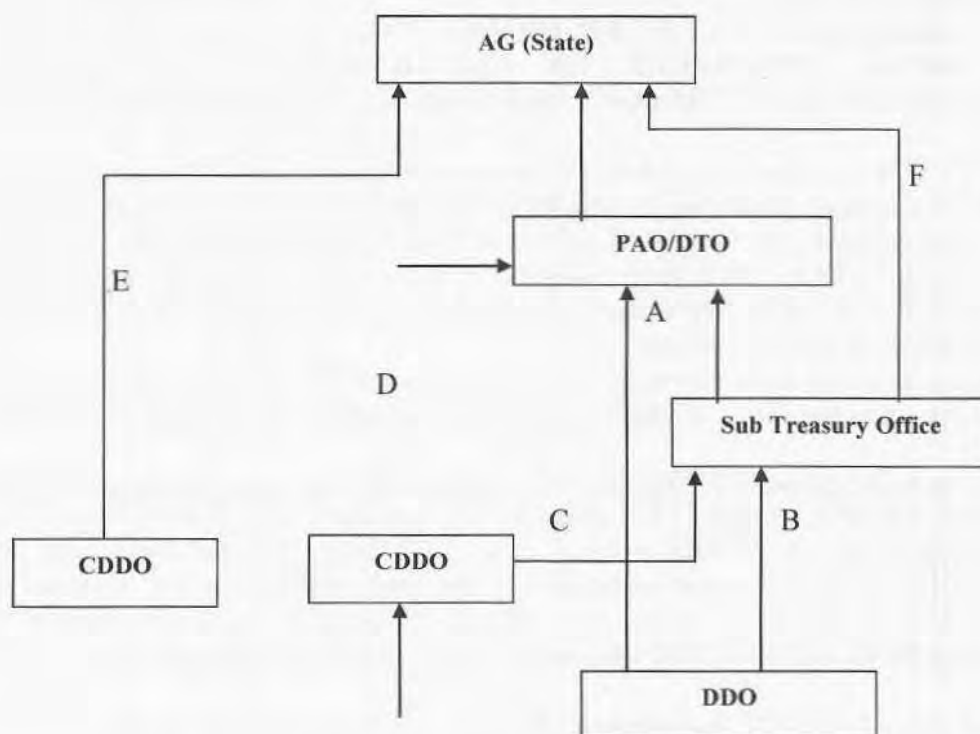 AG (State)
F
PAO/DTO
E
A
D
Sub Treasury Office
C
B
CDDO
CDDO
DDO